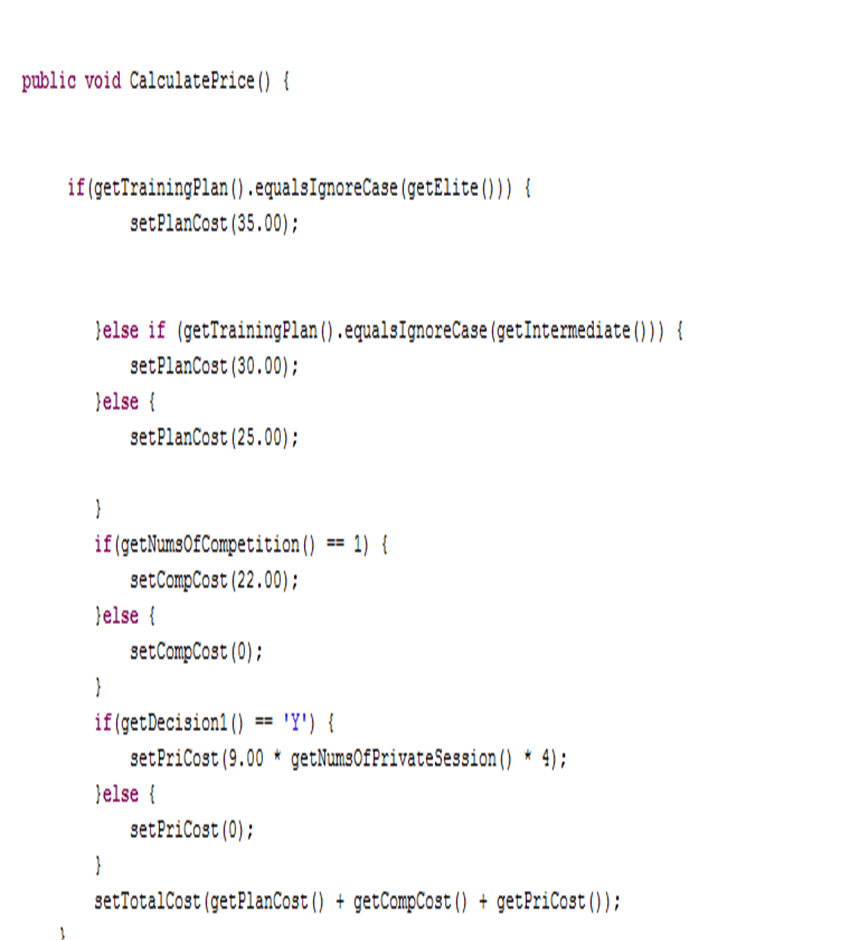 public void CalculatePrice() {
if(getTrainingPlan().equalsIgnoreCase(getElite())) {
setPlanCost(35.00);
}else if (getTrainingPlan().equalsIgnoreCase(getIntermediate())) {
setPlanCost(30.00);
}else {
setPlanCost(25.00);
}
if(getNumsOfCompetition() == 1) {
setCompCost(22.00);
}else {
setCompCost(0);
}
if(getDecision1() == 'Y') {
setPriCost(9.00 * getNumsOfPrivateSession() * 4);
}else {
setPriCost(0);
}
setTotalCost(getPlanCost() + getCompCost() + getPriCost());
}